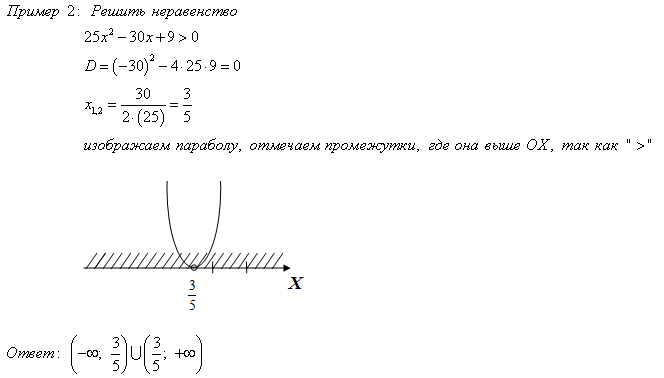 Пример 2: Решить неравенство
25x² − 30x + 9 > 0
D = (−30)² − 4·25·9 = 0
x₁,₂ = 30/(2·(25)) = 3/5
изображаем параболу, отмечаем промежутки, где она выше OX, так как ">"
X
3/5
Ответ: (−∞; 3/5)∪(3/5; +∞)